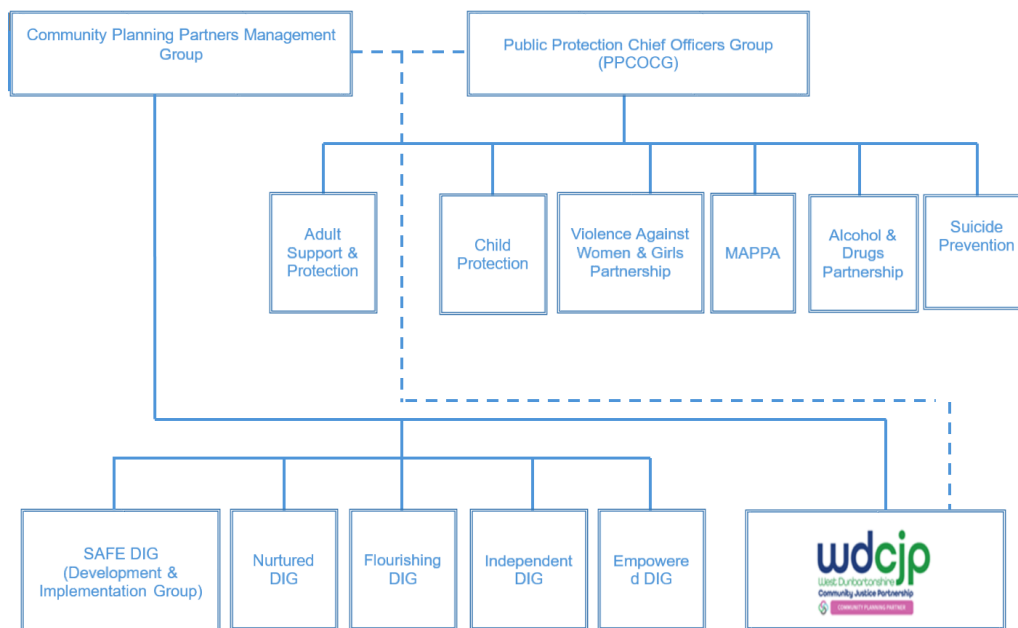 Community Planning Partners Management
Group
Public Protection Chief Officers Group
(PPCOCG)
Adult
Support &
Protection
Child
Protection
Violence Against
Women & Girls
Partnership
MAPPA
Alcohol &
Drugs
Partnership
Suicide
Prevention
SAFE DIG
(Development &
Implementation Group)
Nurtured
DIG
Flourishing
DIG
Independent
DIG
Empowere
d DIG
wdcjp
West Dunbartonshire
Community Justice Partnership
COMMUNITY PLANNING PARTNER